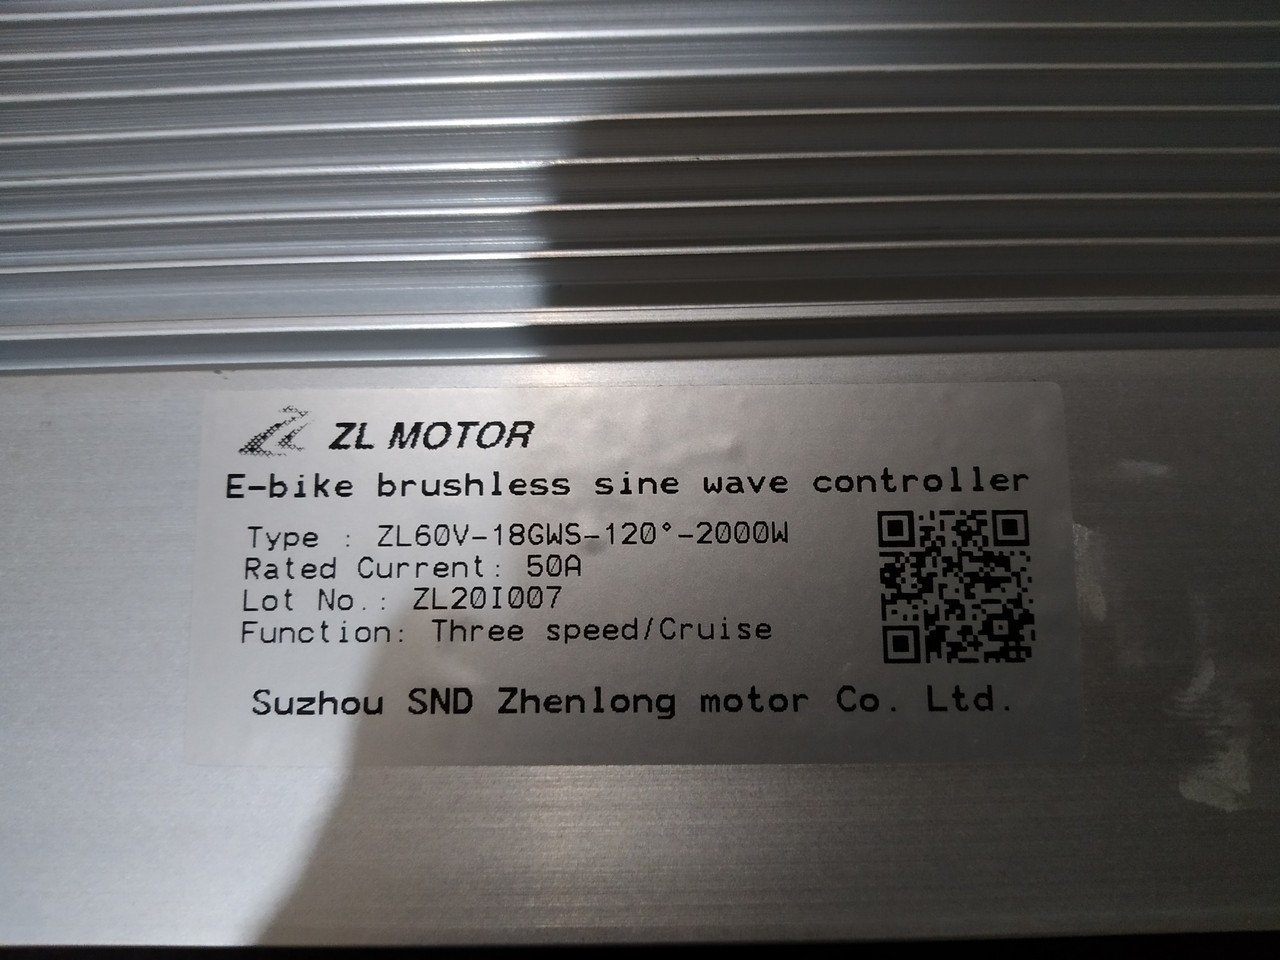 ZL MOTOR
E-bike brushless sine wave controller
Type : ZL60V-18GWS-120°-2000W
Rated Current: 50A
Lot No.: ZL20I007
Function: Three speed/Cruise
Suzhou SND Zhenlong motor Co. Ltd.